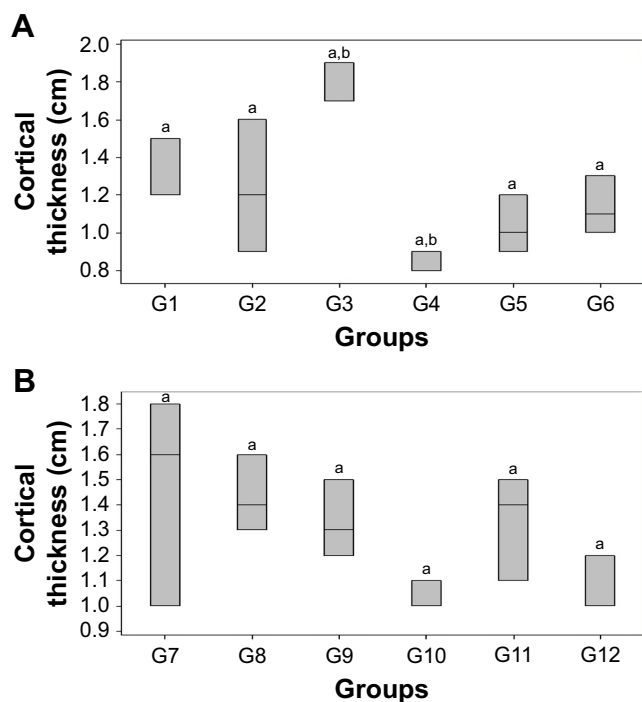 A
Cortical
thickness (cm)
2.0
1.8
1.6
1.4
1.2
1.0
0.8
a
a
a,b
a,b
a
a
G1 G2 G3 G4 G5 G6
Groups
B
Cortical
thickness (cm)
1.8
1.7
1.6
1.5
1.4
1.3
1.2
1.1
1.0
0.9
a
a
a
a
a
a
G7 G8 G9 G10 G11 G12
Groups